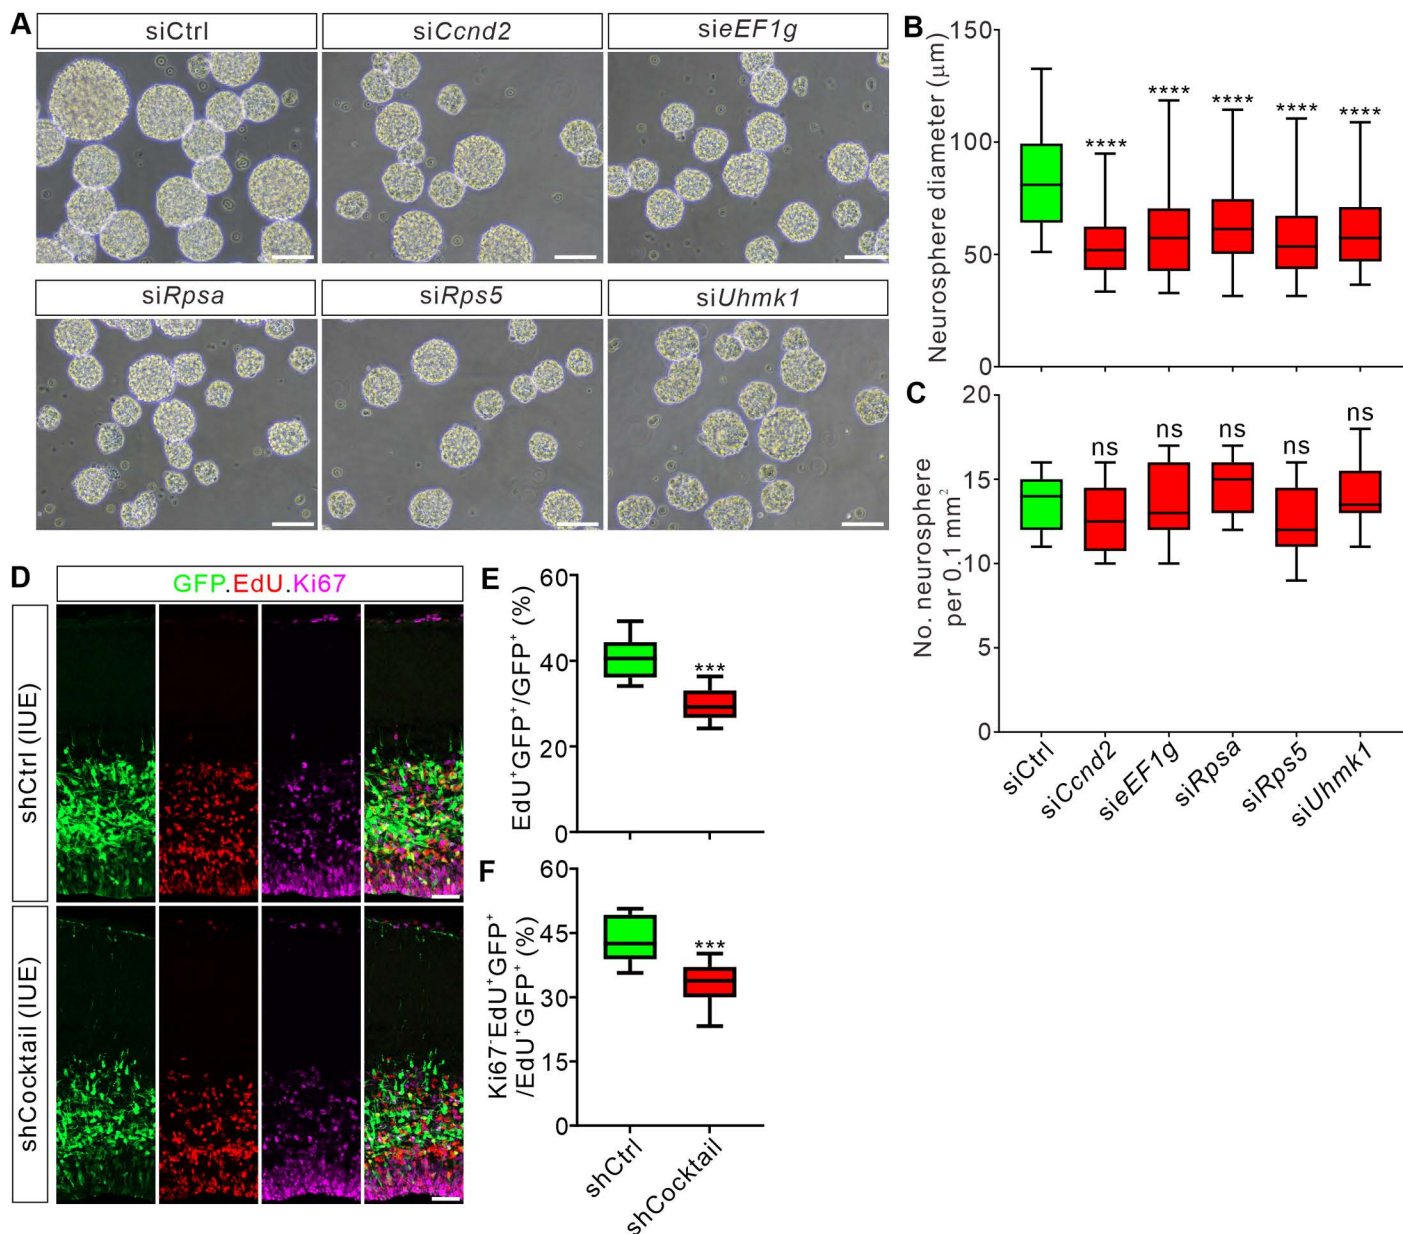 A
siCtrl
siCcnd2
sieEF1g
siRpsa
siRps5
siUhmk1
B
Neurosphere diameter (μm)
150
100
50
0
****
****
****
****
****
C
No. neurosphere
per 0.1 mm²
20
15
10
5
0
ns
ns
ns
ns
ns
siCtrl
siCcnd2
sieEF1g
siRpsa
siRps5
siUhmk1
D
GFP.EdU.Ki67
shCtrl (IUE)
shCocktail (IUE)
E
EdU⁺GFP⁺/GFP⁺ (%)
60
40
20
0
***
F
Ki67⁻EdU⁺GFP⁺
/EdU⁺GFP⁺ (%)
60
45
30
15
0
***
shCtrl
shCocktail